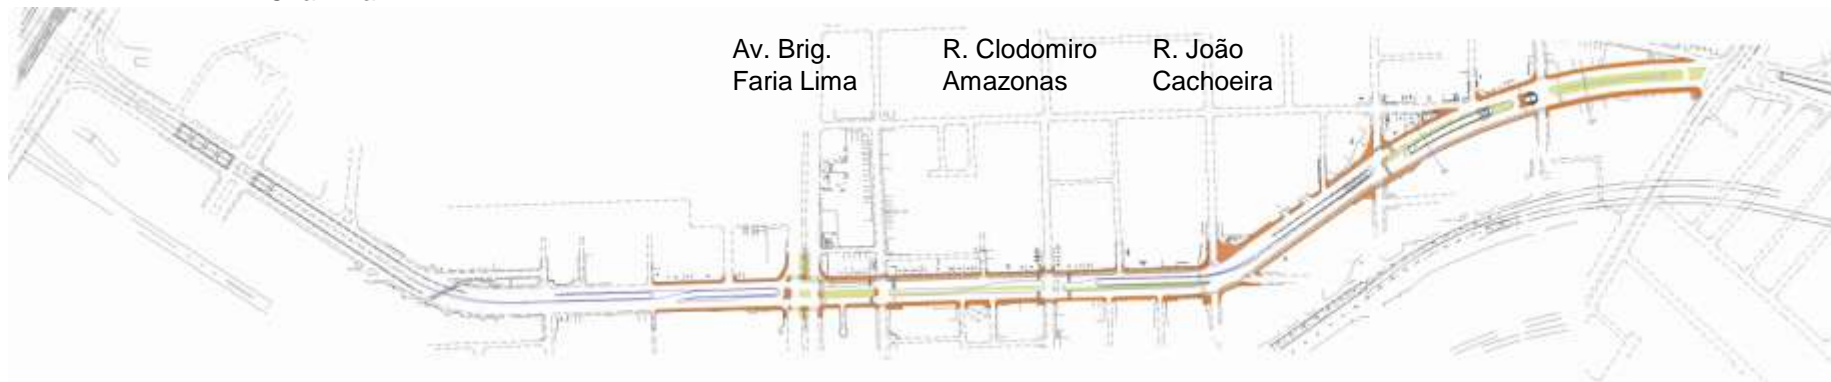 Av. Brig.
Faria Lima
R. Clodomiro
Amazonas
R. João
Cachoeira